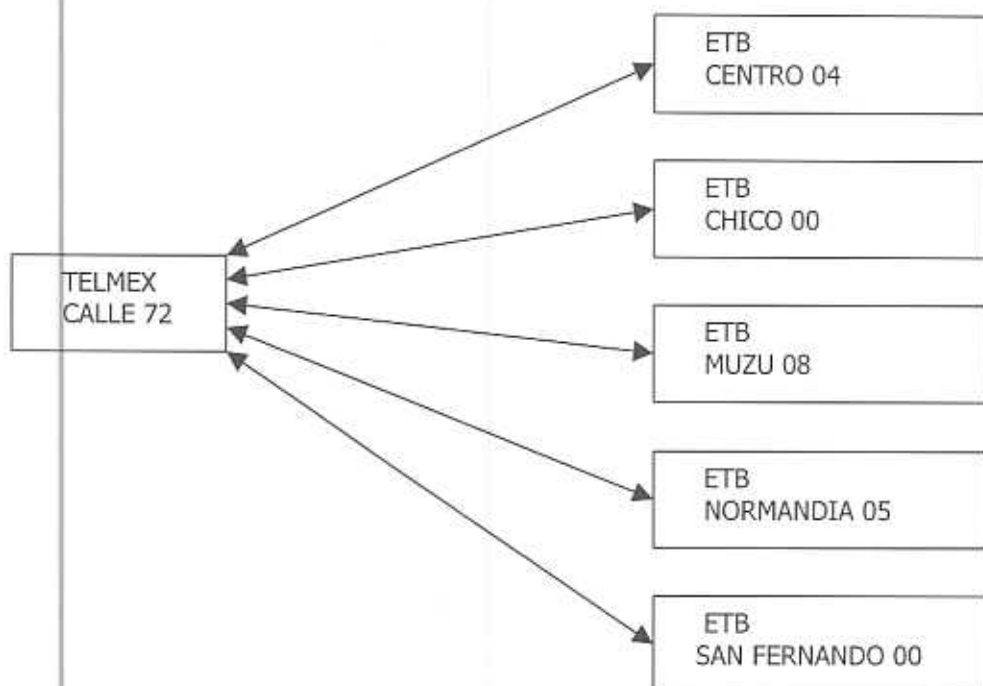 ETB
CENTRO 04
ETB
CHICO 00
TELMEX
CALLE 72
ETB
MUZU 08
ETB
NORMANDIA 05
ETB
SAN FERNANDO 00